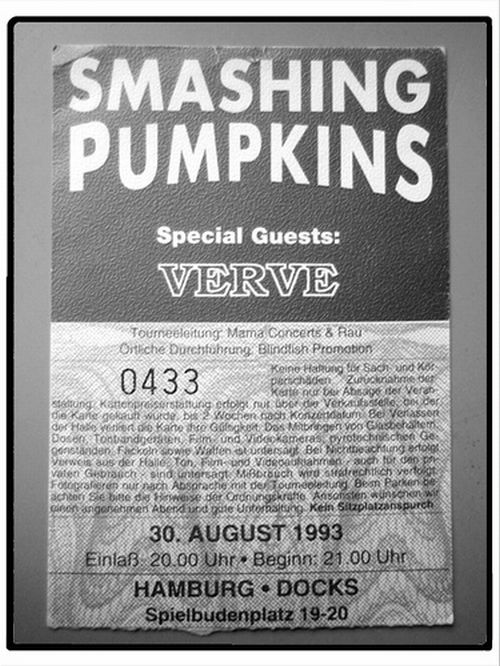 SMASHING
PUMPKINS
Special Guests:
VERVE
Tourneeleitung: Mama Concerts & Rau
Örtliche Durchführung: Blindfish Promotion
0433
Keine Haftung für Sach- und Kör-
perschäden. Zurücknahme der
Karte nur bei Absage der Veran-
staltung. Kartenpreiserstattung erfolgt nur über die Verkaufsstelle, bei der
die Karte gekauft wurde, bis 2 Wochen nach Konzertdatum. Bei Verlassen
der Halle verliert die Karte ihre Gültigkeit. Das Mitbringen von Glasbehältern,
Dosen, Tonbandgeräten, Film- und Videokameras, pyrotechnischen Ge-
genständen, Fackeln sowie Waffen ist untersagt. Bei Nichtbeachtung erfolgt
Verweis aus der Halle. Ton, Film- und Videoaufnahmen - auch für den pri-
vaten Gebrauch - sind untersagt. Mißbrauch wird strafrechtlich verfolgt.
Fotografieren nur nach Absprache mit der Tourneeleitung. Beim Parken be-
achten Sie bitte die Hinweise der Ordnungskräfte. Ansonsten wünschen wir
einen angenehmen Abend und gute Unterhaltung. Kein Sitzplatzanspruch
30. AUGUST 1993
Einlaß: 20.00 Uhr • Beginn: 21.00 Uhr
HAMBURG • DOCKS
Spielbudenplatz 19-20